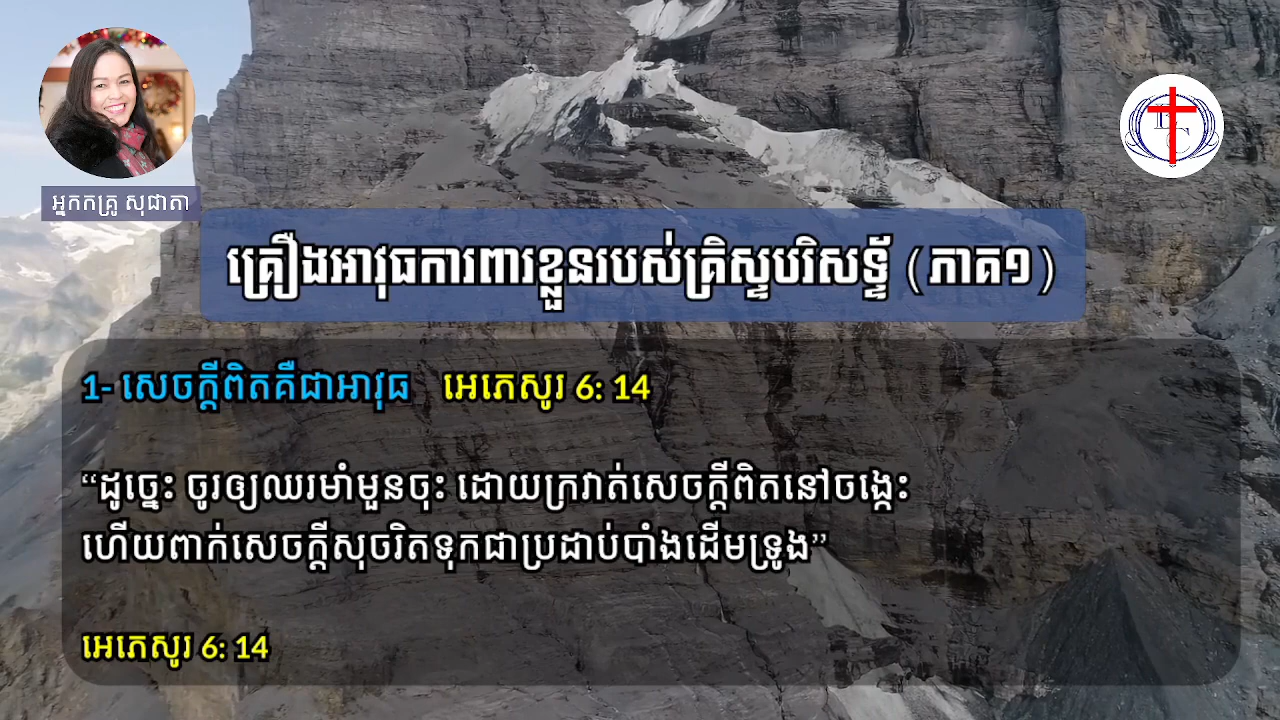 អ្នកកគ្រូ សុជាតា
គ្រឿងអាវុធការពារខ្លួនរបស់គ្រិស្ទបរិសទ្ទ័ (ភាគ១)
1- សេចក្ដីពិតគឺជាអាវុធ អេភេសូរ 6: 14
“ដូច្នេះ ចូរឲ្យឈរមាំមួនចុះ ដោយក្រវាត់សេចក្ដីពិតនៅចង្កេះ
ហើយពាក់សេចក្ដីសុចរិតទុកជាប្រដាប់បាំងដើមទ្រូង”
អេភេសូរ 6: 14